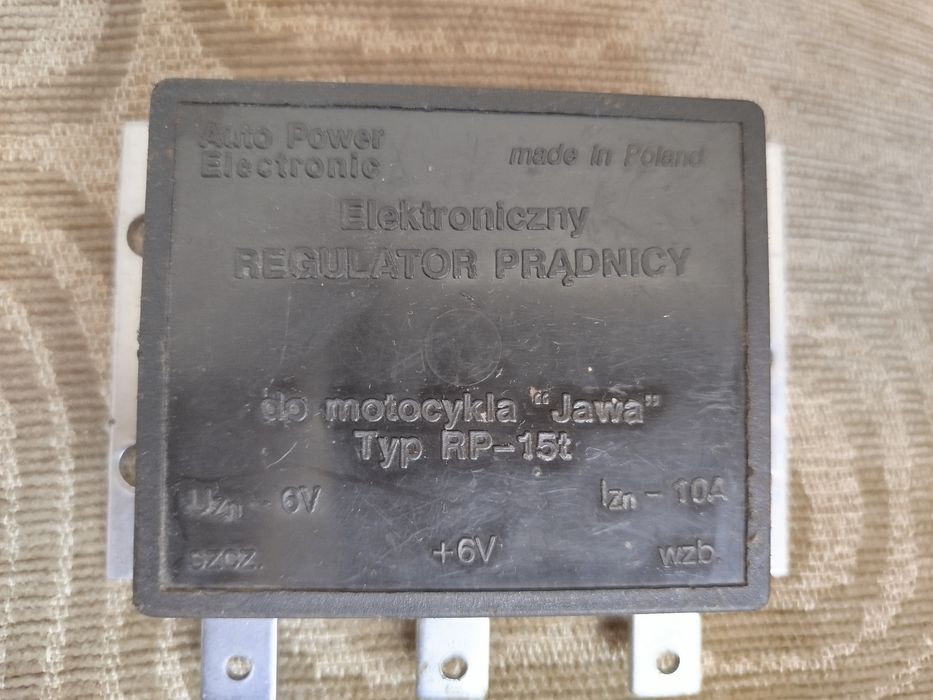 Auto Power
Electronic
made in Poland
Elektroniczny
REGULATOR PRĄDNICY
do motocykla "Jawa"
Typ RP-15t
Uzn - 6V
Izn - 10A
szcz.
+6V
wzb.